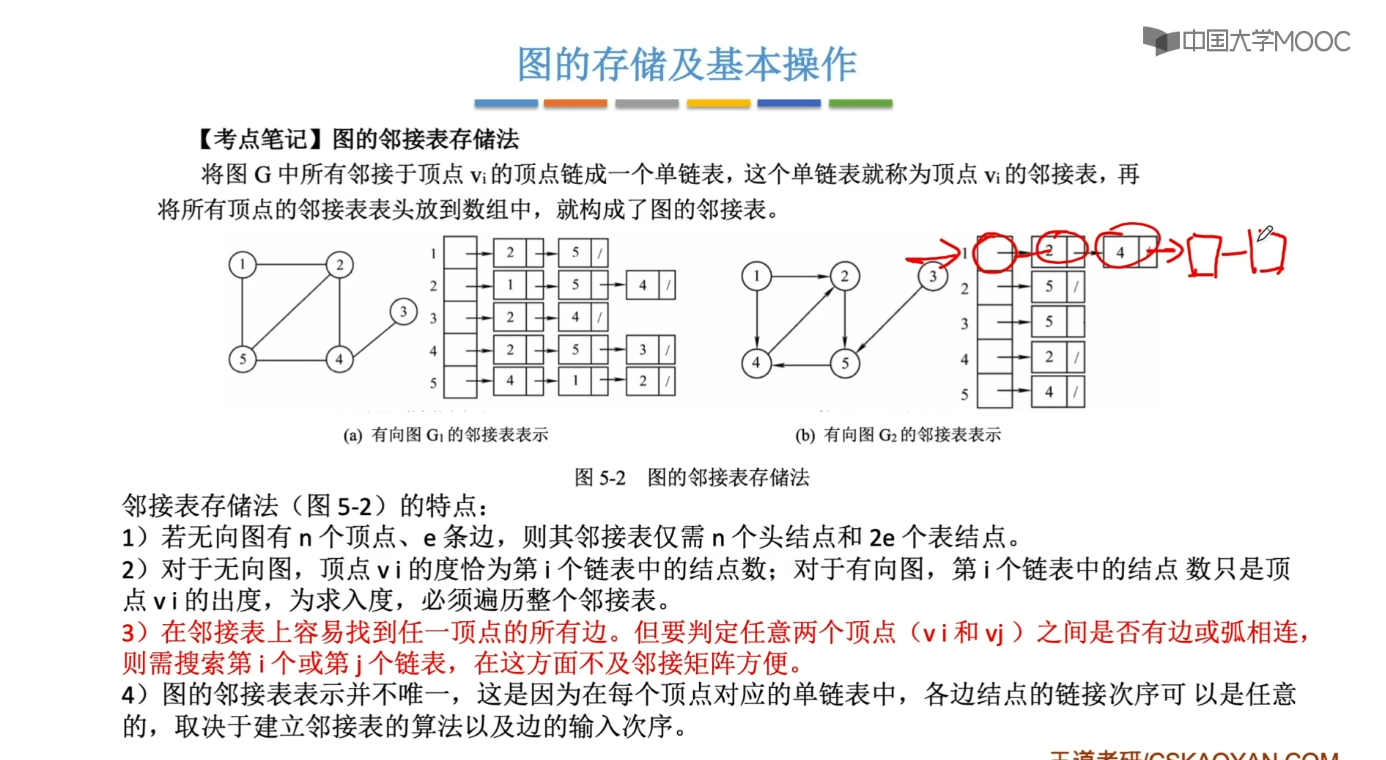 中国大学MOOC
图的存储及基本操作
【考点笔记】图的邻接表存储法
将图 G 中所有邻接于顶点 vi 的顶点链成一个单链表，这个单链表就称为顶点 vi 的邻接表，再
将所有顶点的邻接表表头放到数组中，就构成了图的邻接表。
1 2
3
5 4
1 2 5 /
2 1 5 4 /
3 2 4 /
4 2 5 3 /
5 4 1 2 /
1 2 3
4 5
1 2 4
2 5 /
3 5
4 2 /
5 4 /
(a) 有向图 G1 的邻接表表示
(b) 有向图 G2 的邻接表表示
图 5-2 图的邻接表存储法
邻接表存储法（图 5-2）的特点：
1）若无向图有 n 个顶点、e 条边，则其邻接表仅需 n 个头结点和 2e 个表结点。
2）对于无向图，顶点 v i 的度恰为第 i 个链表中的结点数；对于有向图，第 i 个链表中的结点 数只是顶
点 v i 的出度，为求入度，必须遍历整个邻接表。
3）在邻接表上容易找到任一顶点的所有边。但要判定任意两个顶点（v i 和 vj ）之间是否有边或弧相连，
则需搜索第 i 个或第 j 个链表，在这方面不及邻接矩阵方便。
4）图的邻接表表示并不唯一，这是因为在每个顶点对应的单链表中，各边结点的链接次序可 以是任意
的，取决于建立邻接表的算法以及边的输入次序。
王道考研/CSKAOYAN.COM